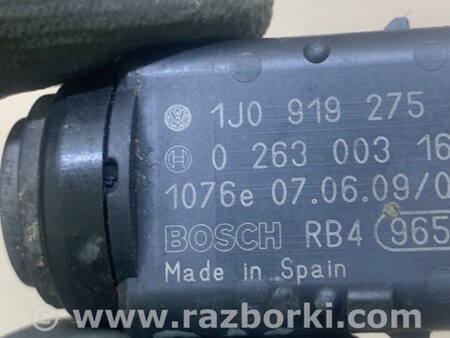 1J0 919 275
0 263 003 16
1076e 07.06.09/0
BOSCH RB4 965
Made in Spain
© www.razborki.com